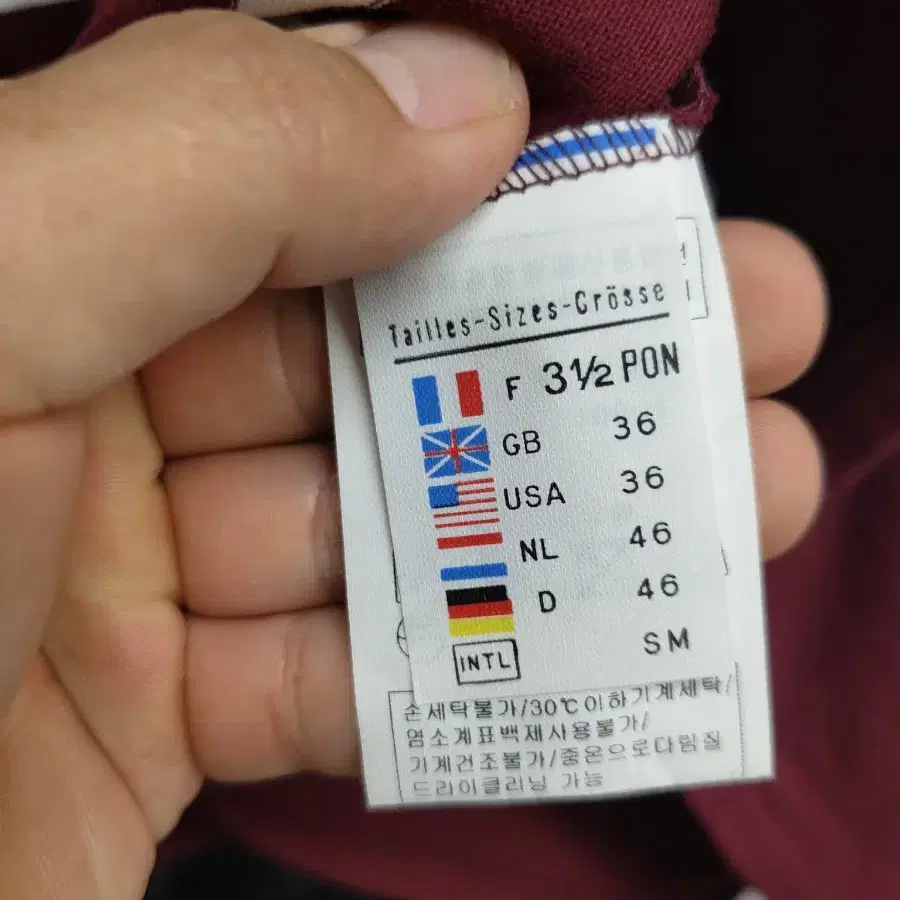 Tailles-Sizes-Grösse
F 3½ PON
GB 36
USA 36
NL 46
D 46
INTL SM
손세탁불가/30℃이하기계세탁/
염소계표백제사용불가/
기계건조불가/중온으로다림질
드라이클리닝 가능